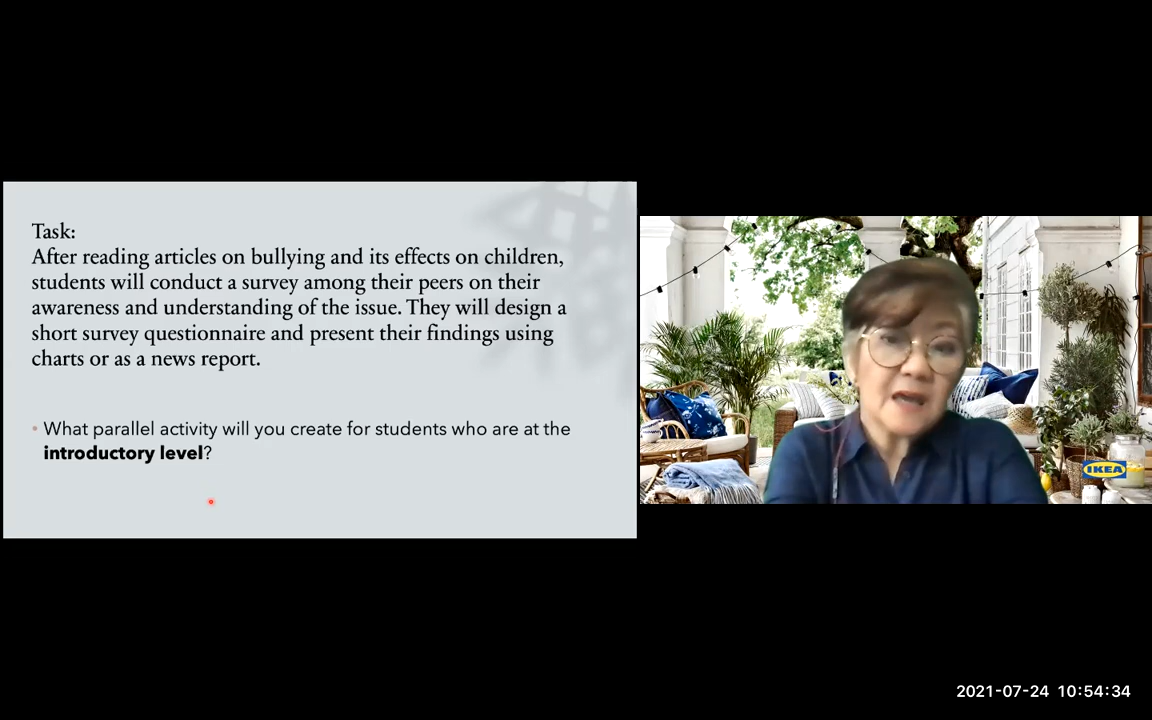 Task:
After reading articles on bullying and its effects on children,
students will conduct a survey among their peers on their
awareness and understanding of the issue. They will design a
short survey questionnaire and present their findings using
charts or as a news report.
• What parallel activity will you create for students who are at the
introductory level?
IKEA
2021-07-24 10:54:34